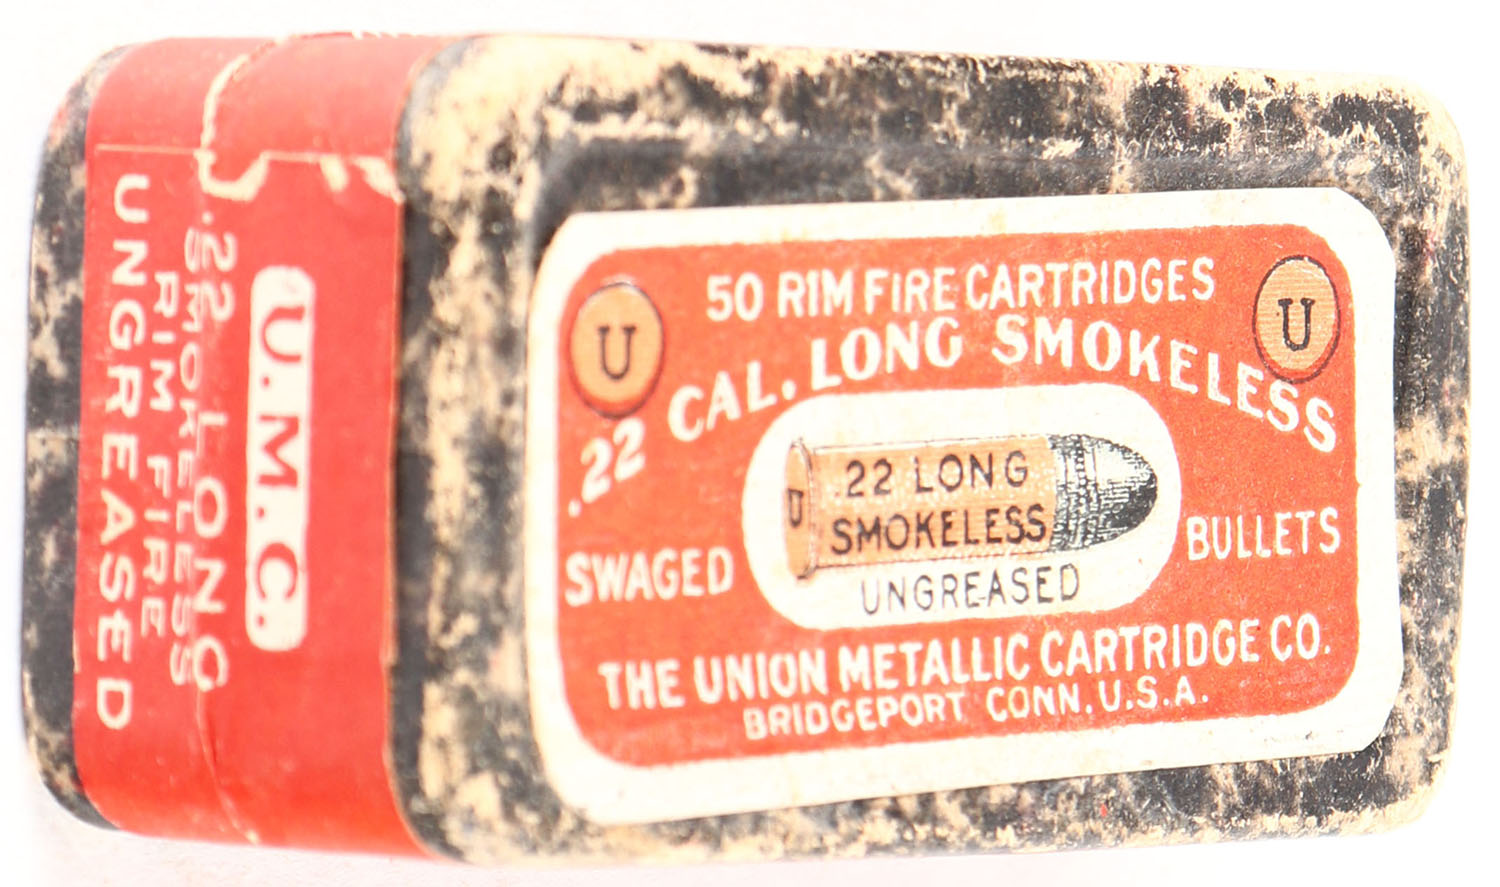 U.M.C.
.22 LONG
SMOKELESS
RIM FIRE
UNGREASED
50 RIM FIRE CARTRIDGES
U
U
.22 CAL. LONG SMOKELESS
U
.22 LONG
SMOKELESS
UNGREASED
SWAGED BULLETS
THE UNION METALLIC CARTRIDGE CO.
BRIDGEPORT CONN. U.S.A.